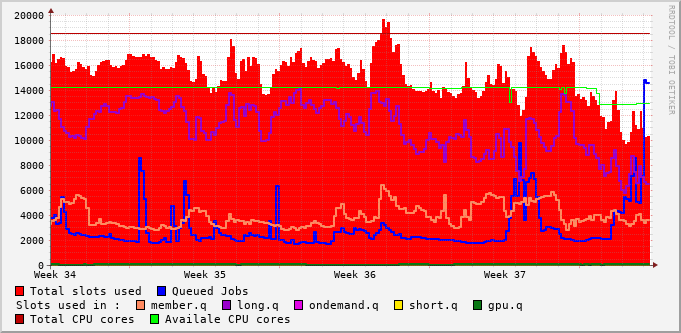 20000
18000
16000
14000
12000
10000
8000
6000
4000
2000
0
Week 34 Week 35 Week 36 Week 37
Total slots used Queued Jobs
Slots used in : member.q long.q ondemand.q short.q gpu.q
Total CPU cores Availale CPU cores
RRDTOOL / TOBI OETIKER